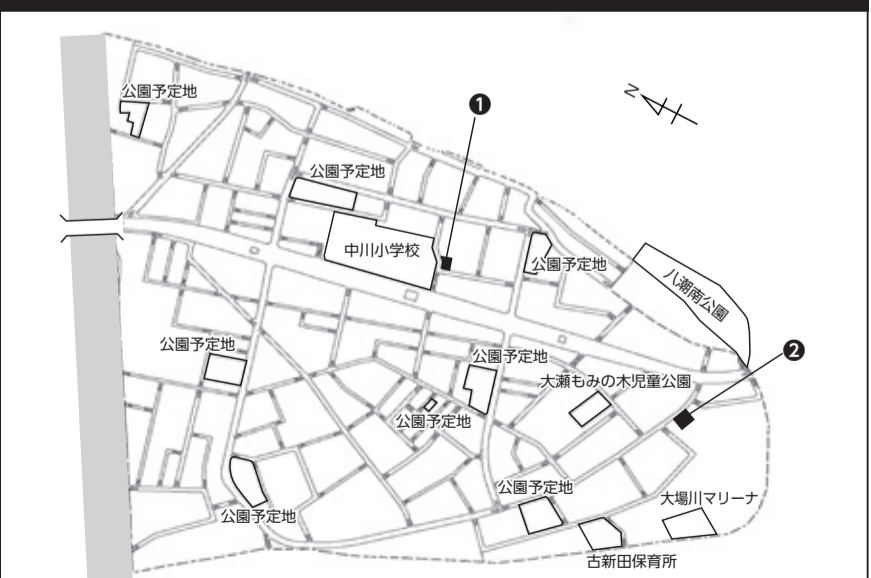 公園予定地
❶
N
公園予定地
中川小学校
公園予定地
八潮南公園
公園予定地
公園予定地
❷
大瀬もみの木児童公園
公園予定地
公園予定地
公園予定地
大場川マリーナ
古新田保育所